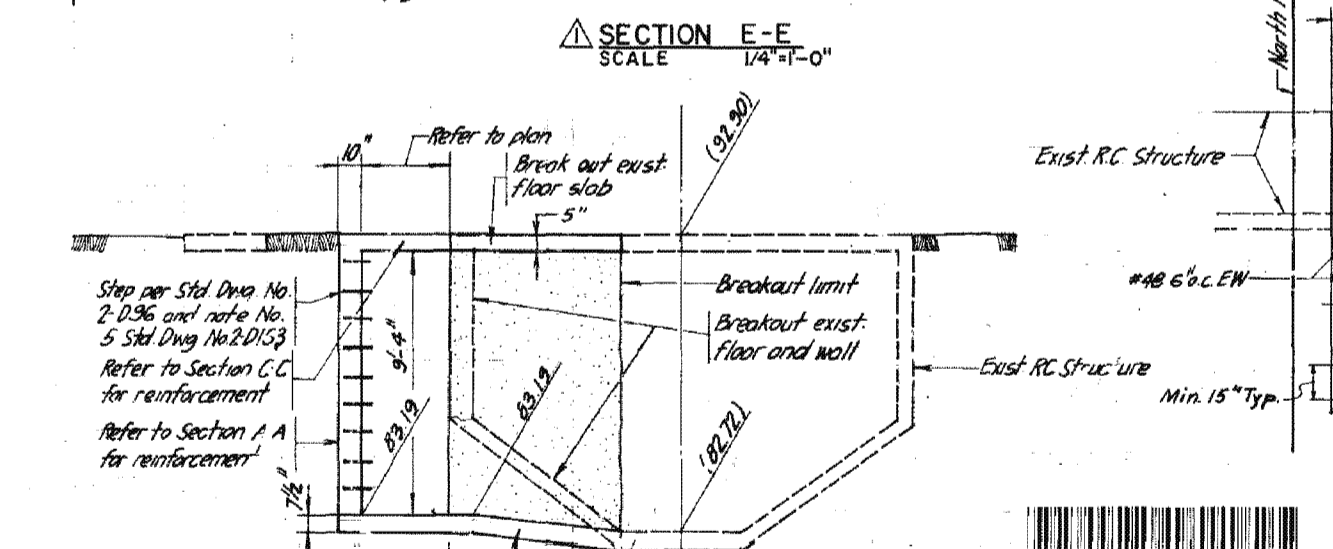 SECTION E-E
SCALE 1/4"=1'-0"
North
10"
Refer to plan
Break out exist.
floor slab
5"
(92.90)
Exist. R.C. Structure
Step per Std. Dwg. No.
2-D96 and note No.
5 Std. Dwg No. 2-D153
Refer to Section C-C
for reinforcement
Refer to Section A A
for reinforcement
9'-4"
83.19
83.19
(82.72)
Breakout limit
Breakout exist.
floor and wall
Exist RC Structure
#4@ 6" o.c. EW
Min. 15" Typ.
7½"